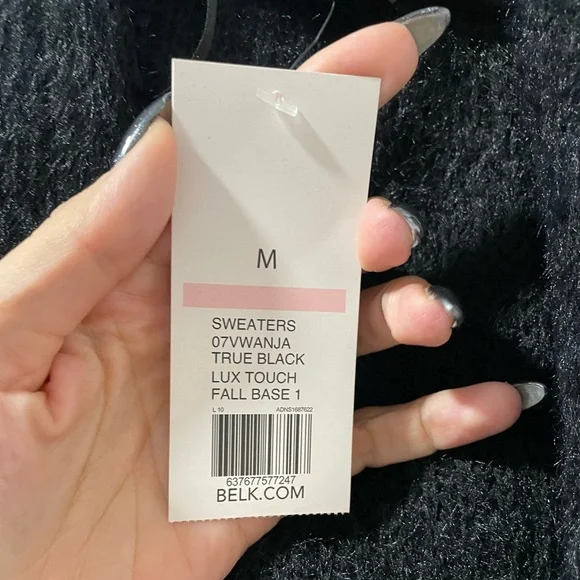 M
SWEATERS
07VWANJA
TRUE BLACK
LUX TOUCH
FALL BASE 1
L 10 ADNS1687622
637677577247
BELK.COM